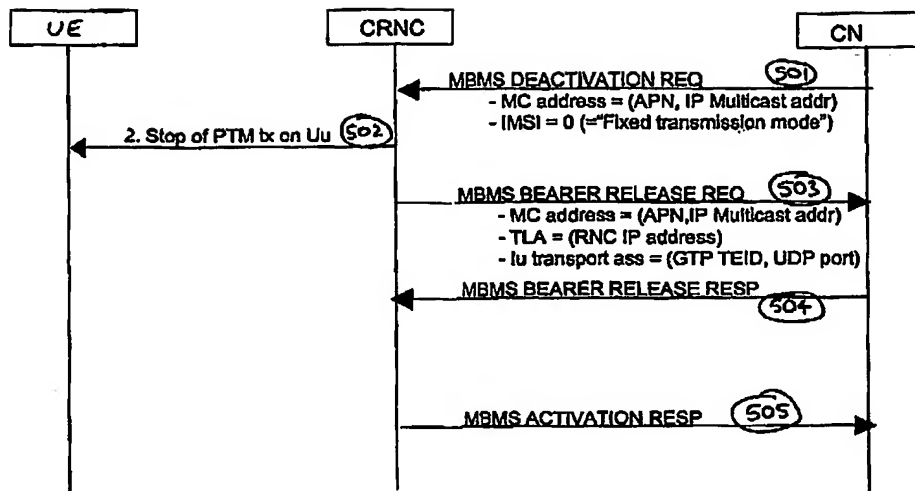 UE
CRNC
CN
MBMS DEACTIVATION REQ
501
- MC address = (APN, IP Multicast addr)
- IMSI = 0 (="Fixed transmission mode")
2. Stop of PTM tx on Uu
502
MBMS BEARER RELEASE REQ
503
- MC address = (APN,IP Multicast addr)
- TLA = (RNC IP address)
- Iu transport ass = (GTP TEID, UDP port)
MBMS BEARER RELEASE RESP
504
MBMS ACTIVATION RESP
505